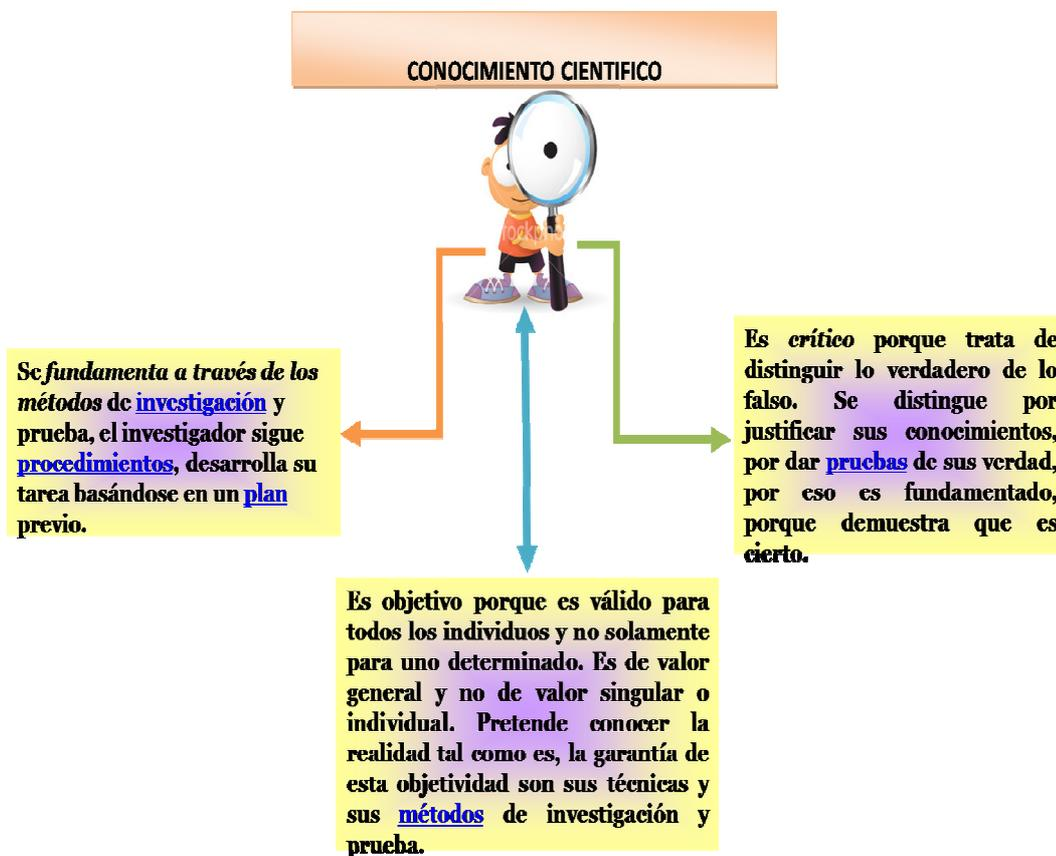 CONOCIMIENTO CIENTIFICO
Se fundamenta a través de los
métodos de investigación y
prueba, el investigador sigue
procedimientos, desarrolla su
tarea basándose en un plan
previo.
Es crítico porque trata de
distinguir lo verdadero de lo
falso. Se distingue por
justificar sus conocimientos,
por dar pruebas de sus verdad,
por eso es fundamentado,
porque demuestra que es
cierto.
Es objetivo porque es válido para
todos los individuos y no solamente
para uno determinado. Es de valor
general y no de valor singular o
individual. Pretende conocer la
realidad tal como es, la garantía de
esta objetividad son sus técnicas y
sus métodos de investigación y
prueba.